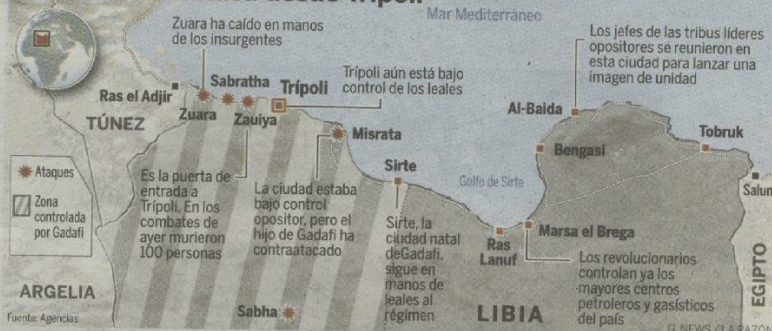 desde Trípoli
Mar Mediterráneo
Zuara ha caído en manos
de los insurgentes
Los jefes de las tribus líderes
opositores se reunieron en
esta ciudad para lanzar una
imagen de unidad
Trípoli aún está bajo
control de los leales
Ras el Adjir
Sabratha
Trípoli
Al-Baida
TÚNEZ
Zuara
Zauiya
Misrata
Bengasi
Tobruk
Ataques
Zona
controlada
por Gadafi
Es la puerta de
entrada a
Trípoli. En los
combates de
ayer murieron
100 personas
La ciudad estaba
bajo control
opositor, pero el
hijo de Gadafi ha
contraatacado
Sirte
Golfo de Sirte
Salum
Sirte, la
ciudad natal
deGadafi,
sigue en
manos de
leales al
régimen
Ras
Lanuf
Marsa el Brega
Los revolucionarios
controlan ya los
mayores centros
petroleros y gasísticos
del país
ARGELIA
Sabha
LIBIA
EGIPTO
Fuente: Agencias
G. NEWS / LA RAZÓN